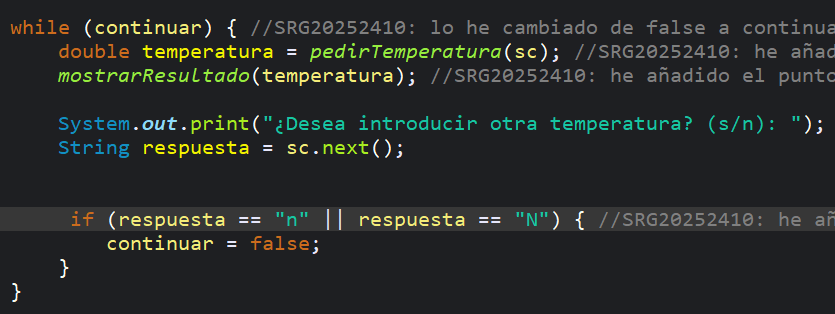 while (continuar) { //SRG20252410: lo he cambiado de false a continua
double temperatura = pedirTemperatura(sc); //SRG20252410: he añad
mostrarResultado(temperatura); //SRG20252410: he añadido el punto
System.out.print("¿Desea introducir otra temperatura? (s/n): ");
String respuesta = sc.next();
if (respuesta == "n" || respuesta == "N") { //SRG20252410: he añ
continuar = false;
}
}